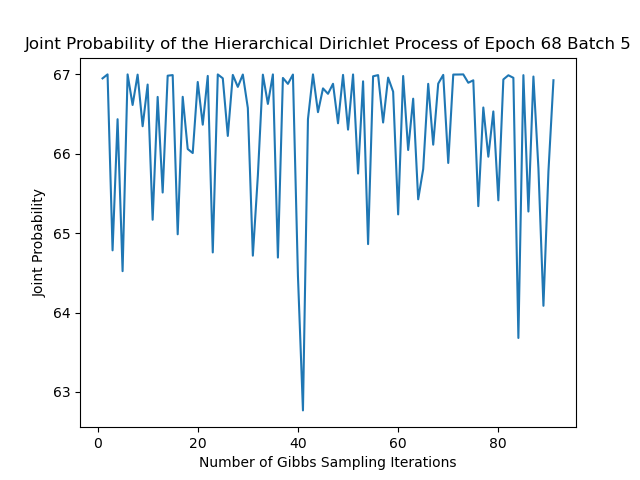 Joint Probability of the Hierarchical Dirichlet Process of Epoch 68 Batch 5
67
66
65
64
63
Joint Probability
0 20 40 60 80
Number of Gibbs Sampling Iterations